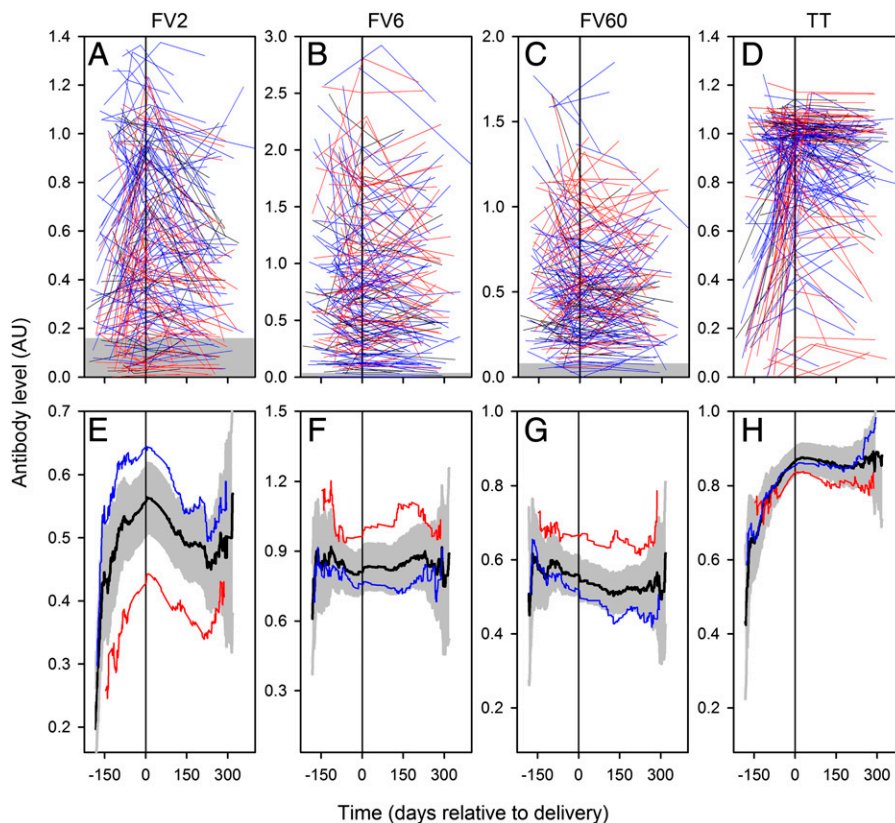 FV2 FV6 FV60 TT
A B C D
1.4 3.0 2.0 1.4
1.2 2.5 1.2
1.0 2.0 1.5 1.0
0.8 1.5 1.0 0.8
0.6 0.6
0.4 1.0 0.5 0.4
0.2 0.5 0.2
0.0 0.0 0.0 0.0
Antibody level (AU)
E F G H
0.7 1.5 1.0 1.0
0.6 1.2 0.8 0.8
0.5 0.9 0.6 0.6
0.4 0.6 0.4 0.4
0.3 0.3 0.2 0.2
0.2
-150 0 150 300 -150 0 150 300 -150 0 150 300 -150 0 150 300
Time (days relative to delivery)